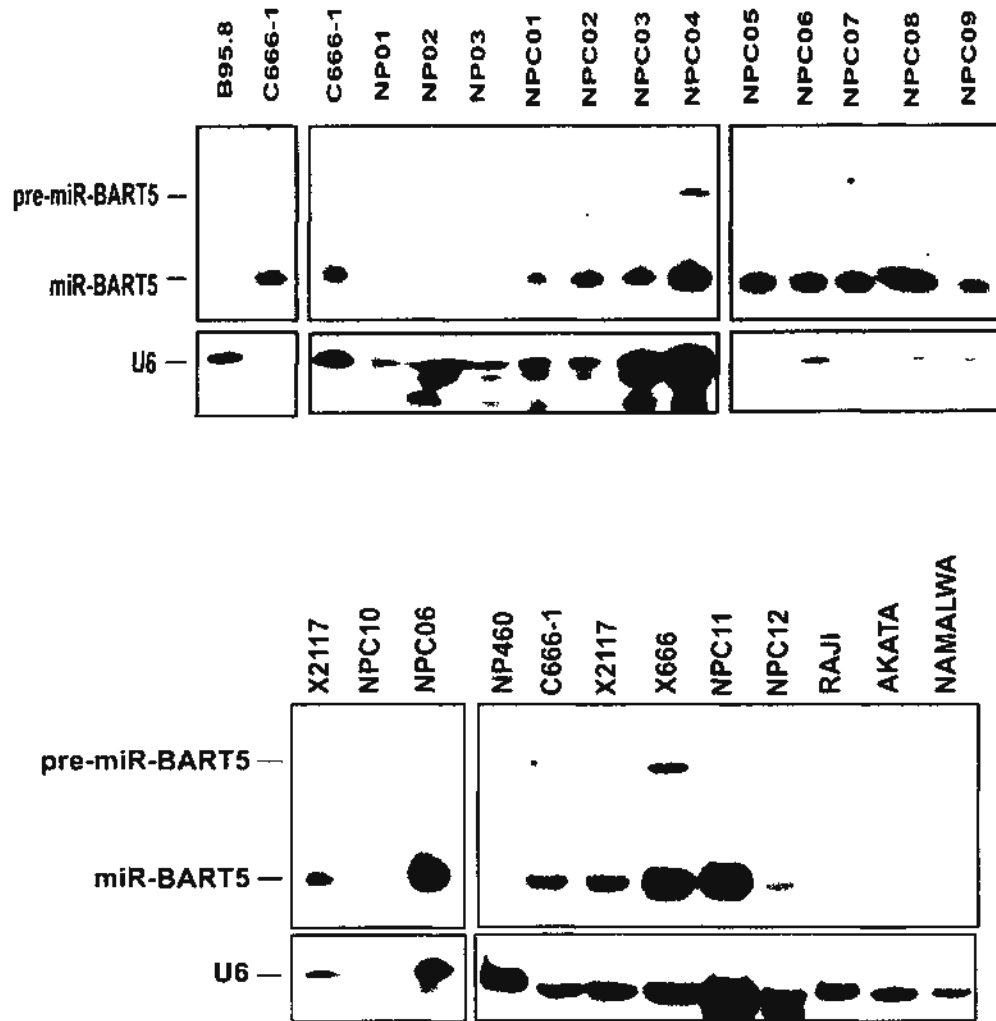 B95.8
C666-1
C666-1
NP01
NP02
NP03
NPC01
NPC02
NPC03
NPC04
NPC05
NPC06
NPC07
NPC08
NPC09
pre-miR-BART5
miR-BART5
U6
X2117
NPC10
NPC06
NP460
C666-1
X2117
X666
NPC11
NPC12
RAJI
AKATA
NAMALWA
pre-miR-BART5
miR-BART5
U6